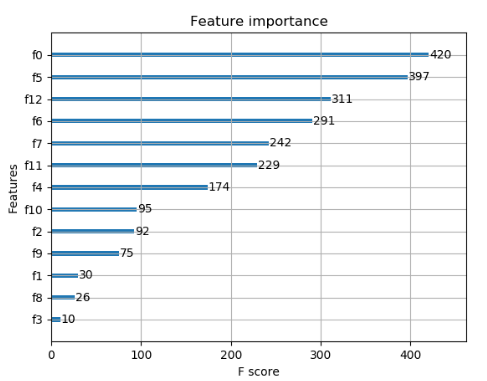 Feature importance
f0 420
f5 397
f12 311
f6 291
f7 242
f11 229
f4 174
f10 95
f2 92
f9 75
f1 30
f8 26
f3 10
0 100 200 300 400
F score
Features